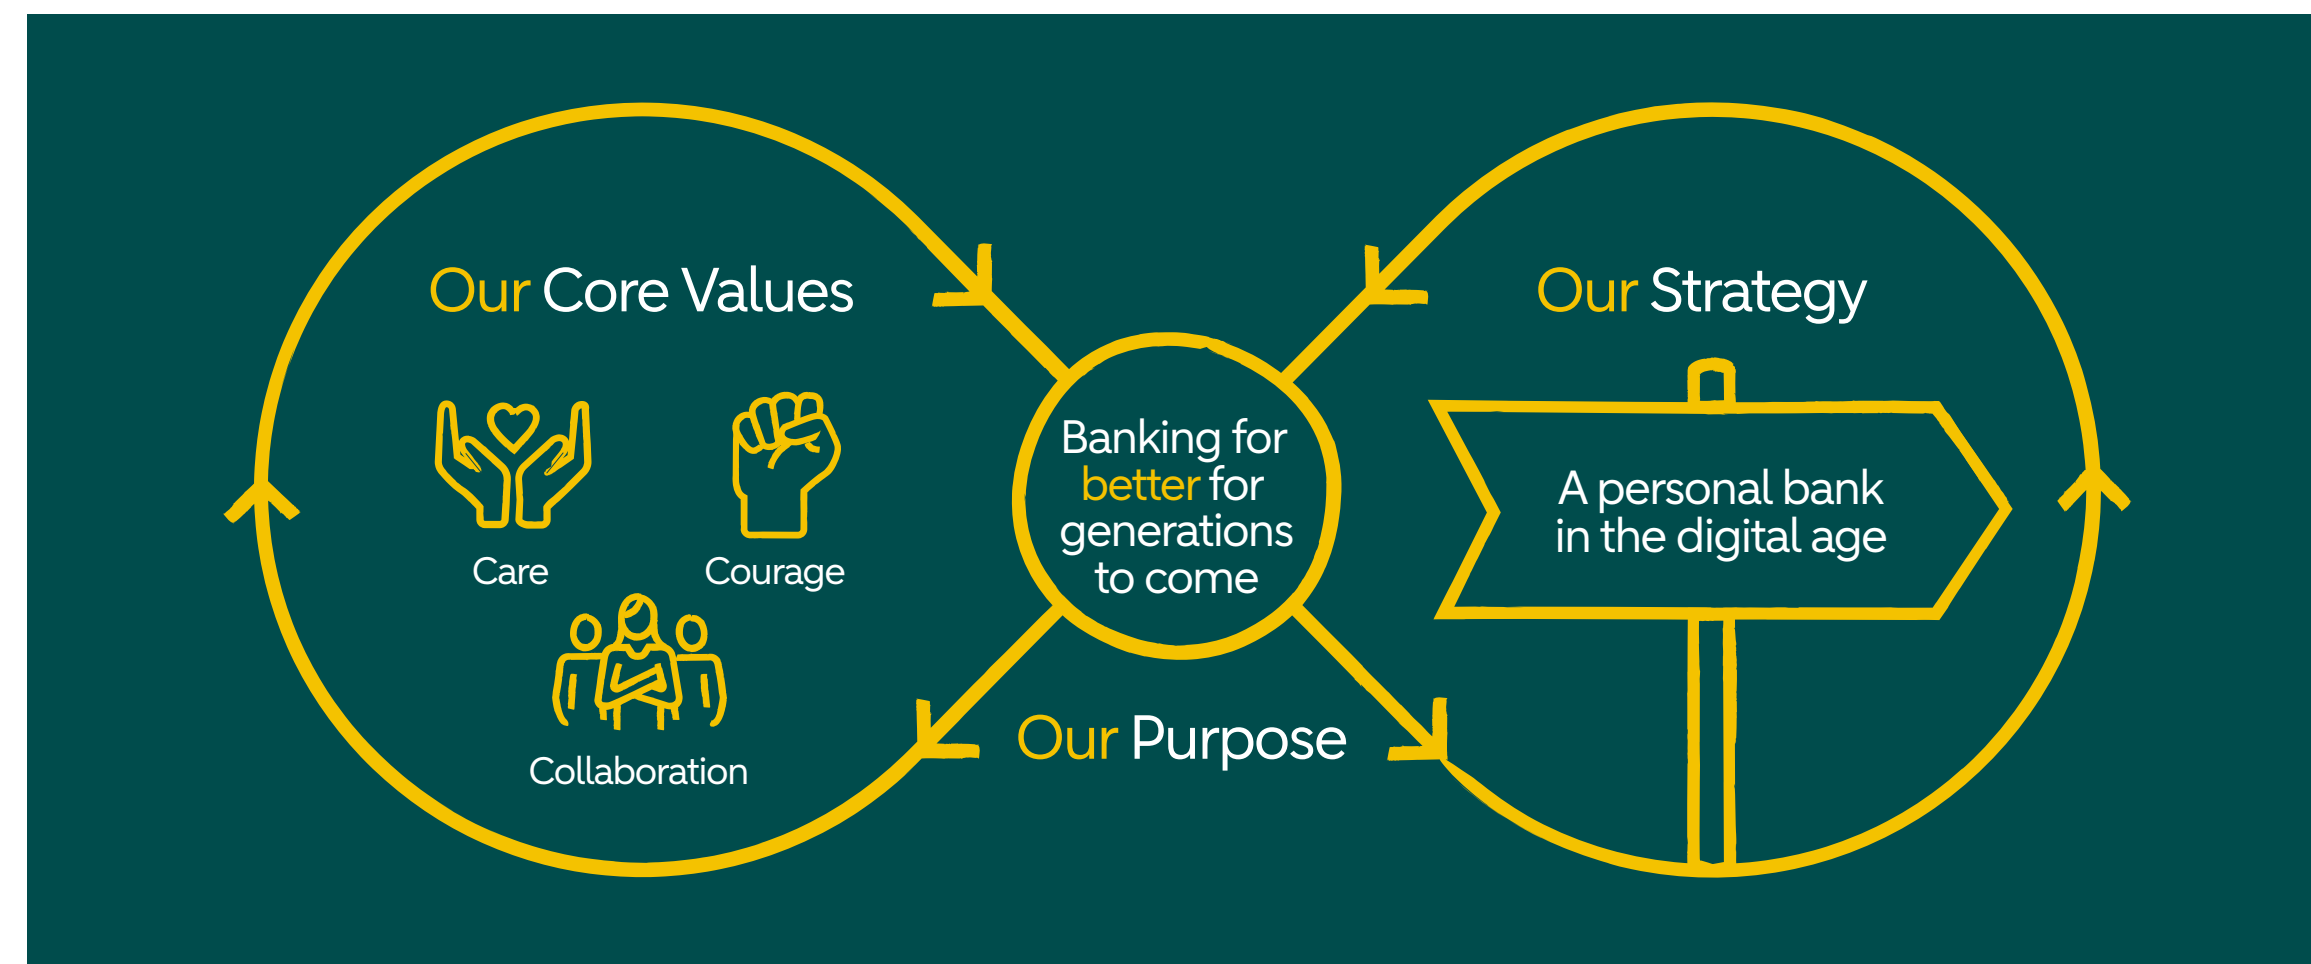 Our Core Values
Care
Courage
Collaboration
Banking for
better for
generations
to come
Our Purpose
Our Strategy
A personal bank
in the digital age